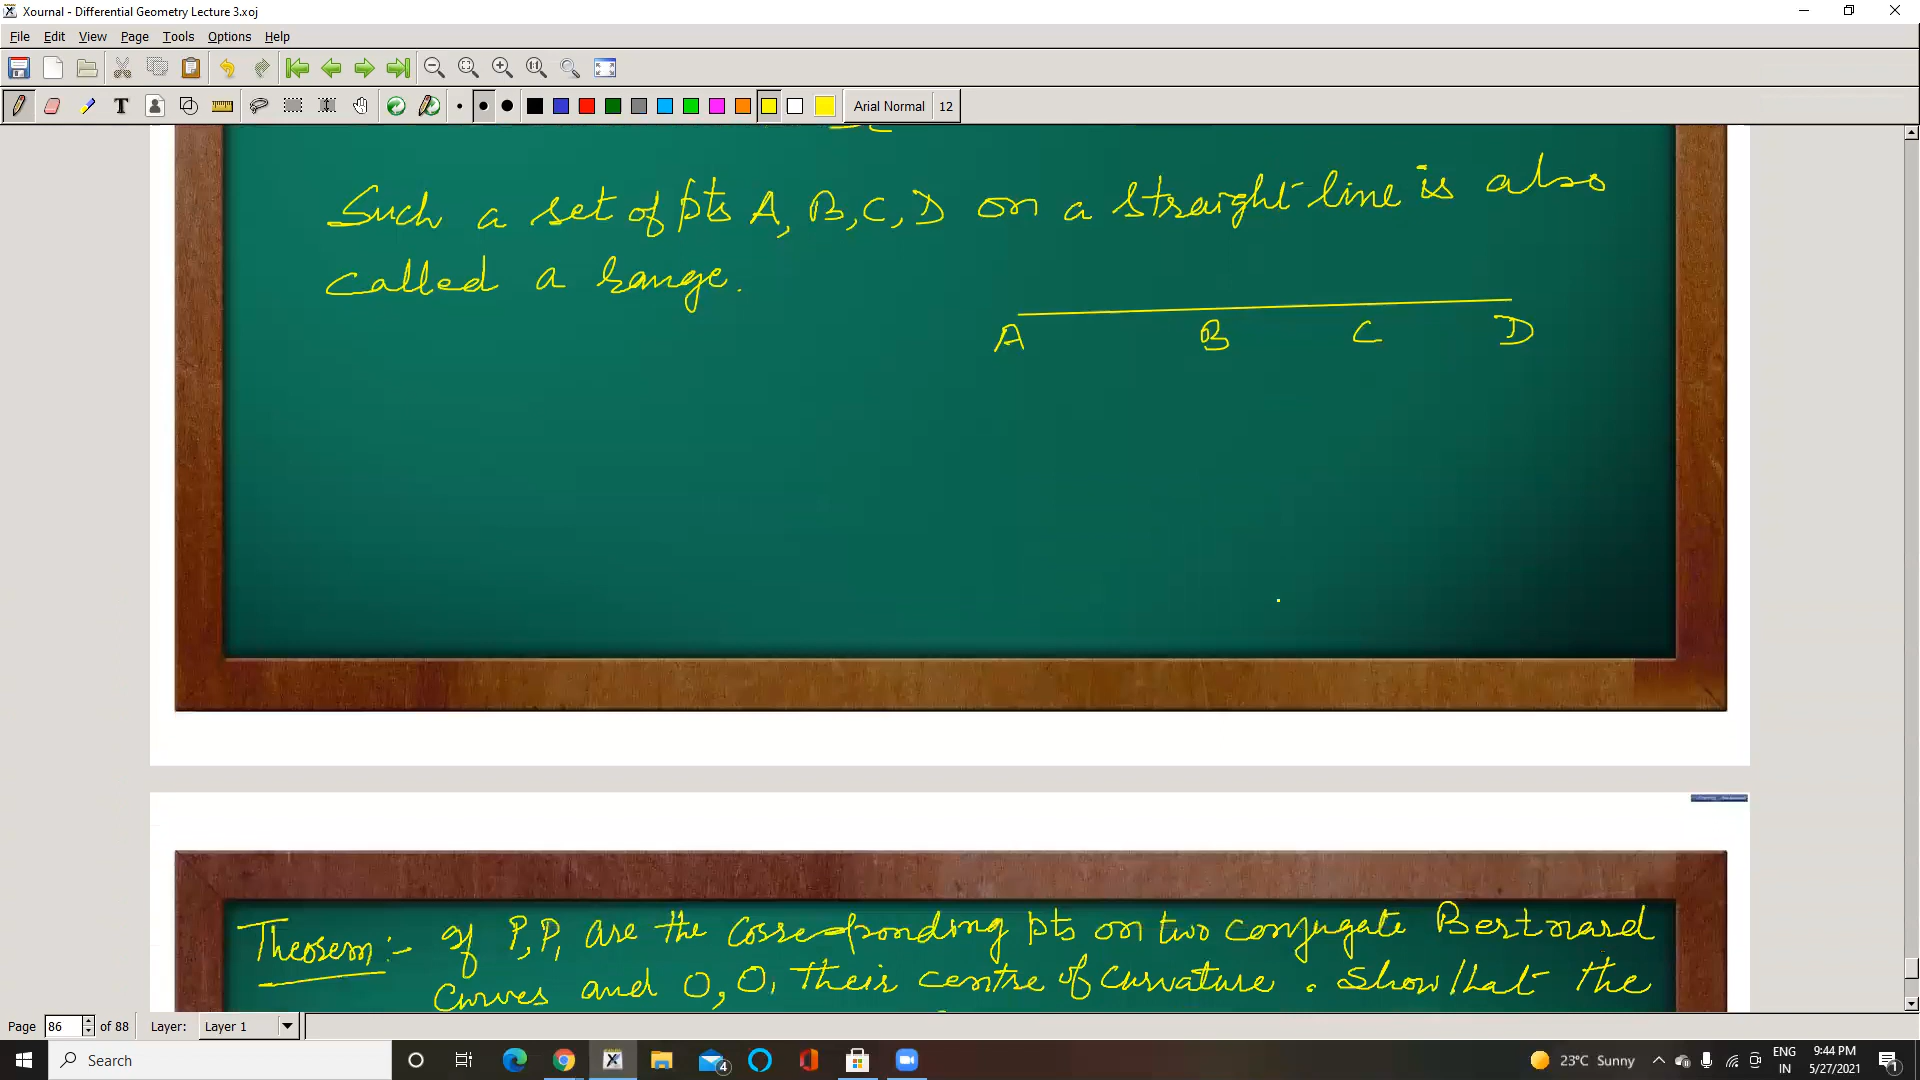 Xournal - Differential Geometry Lecture 3.xoj
File Edit View Page Tools Options Help
Arial Normal 12
Such a set of pts A, B, C, D on a straight line is also
called a range.
A B C D
Theorem:- If P, P₁ are the corresponding pts on two conjugate Bertnard
curves and O, O₁ their centre of curvature. Show that the
Page 86 of 88 Layer: Layer 1
Search
4
23°C Sunny
ENG
IN
9:44 PM
5/27/2021
1